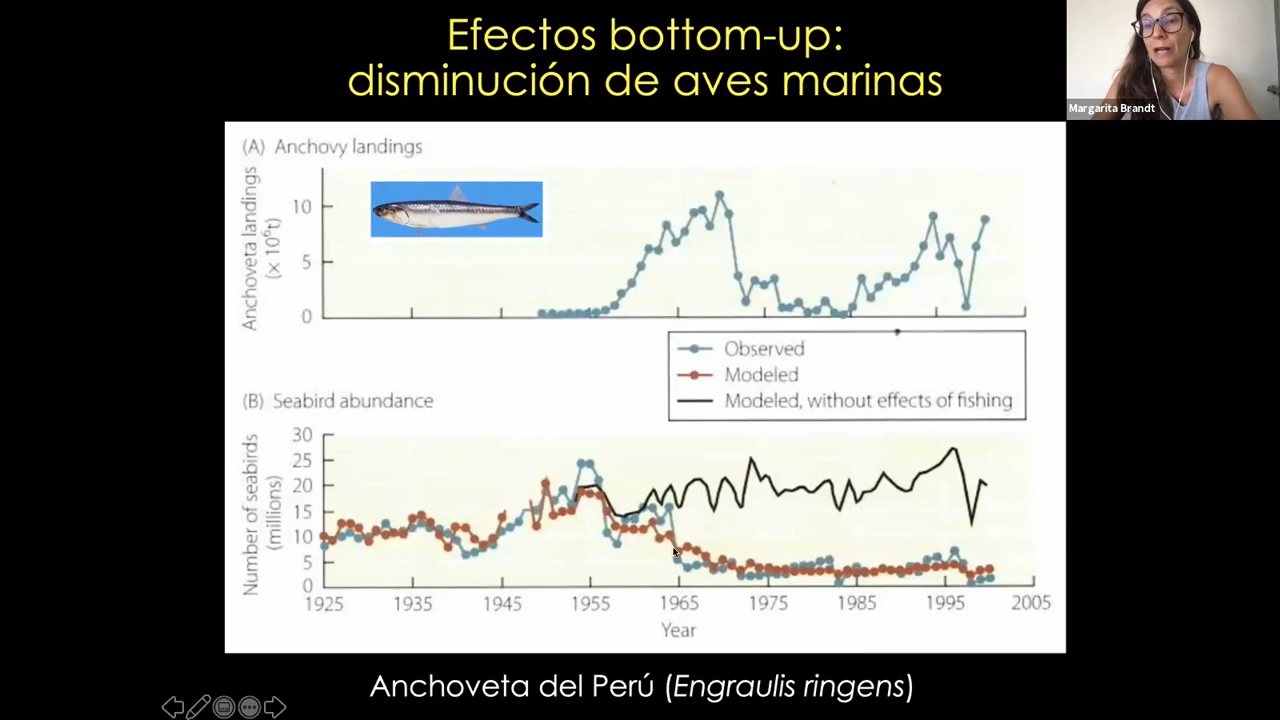 Efectos bottom-up:
disminución de aves marinas
Margarita Brandt
(A) Anchovy landings
Anchoveta landings
(× 10⁶t)
10
5
0
Observed
Modeled
Modeled, without effects of fishing
(B) Seabird abundance
Number of seabirds
(millions)
30
25
20
15
10
5
0
1925 1935 1945 1955 1965 1975 1985 1995 2005
Year
Anchoveta del Perú (Engraulis ringens)